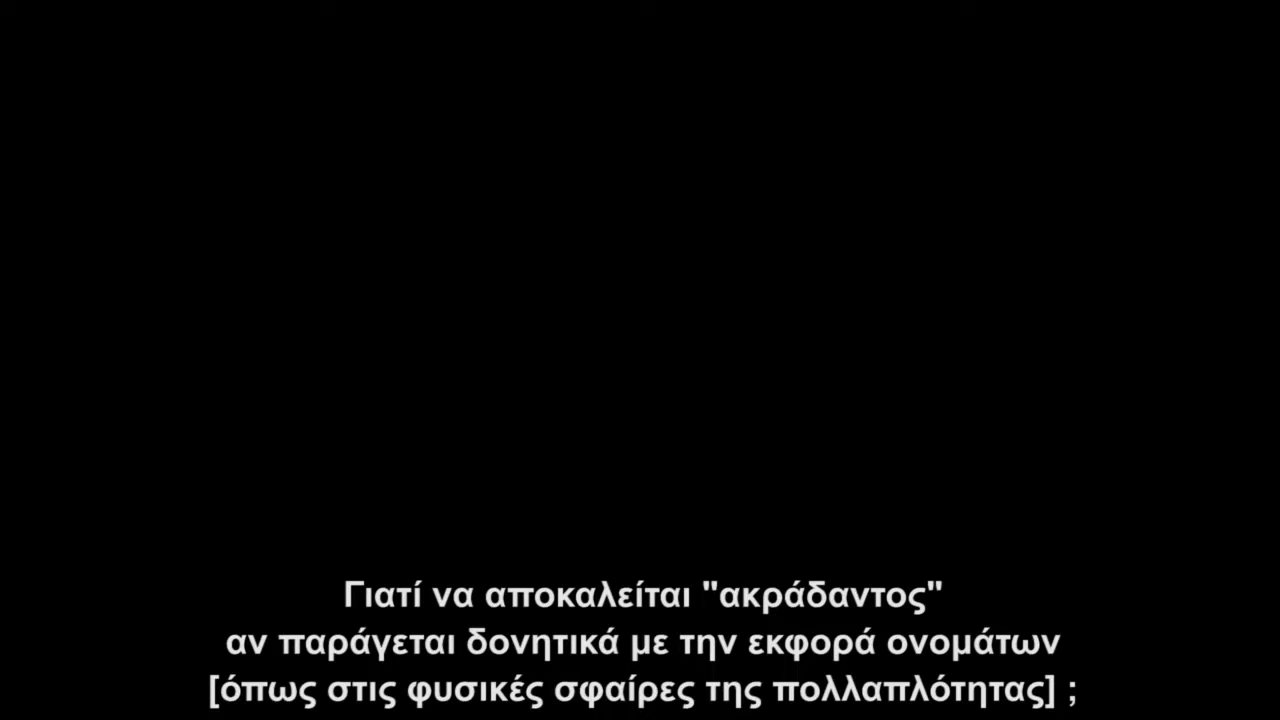 Γιατί να αποκαλείται "ακράδαντος"
αν παράγεται δονητικά με την εκφορά ονομάτων
[όπως στις φυσικές σφαίρες της πολλαπλότητας] ;